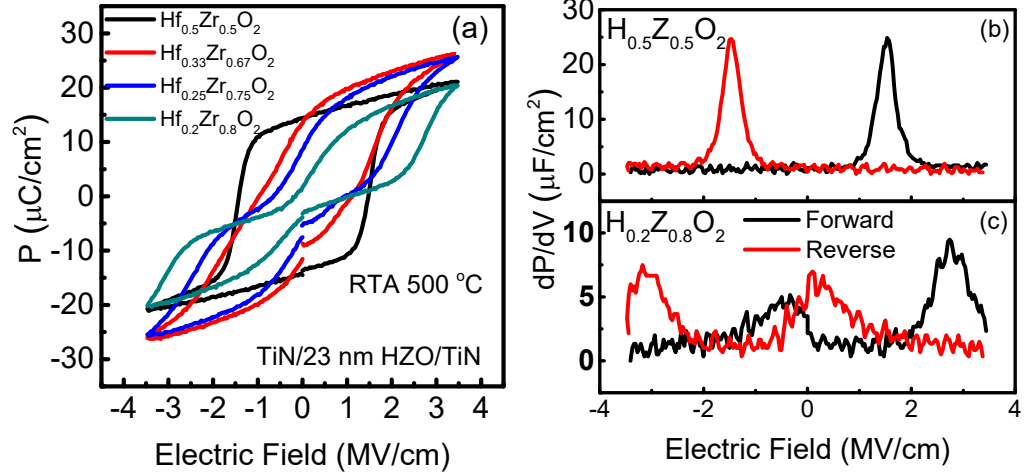 (a)
Hf0.5Zr0.5O2
Hf0.33Zr0.67O2
Hf0.25Zr0.75O2
Hf0.2Zr0.8O2
30
20
10
0
-10
-20
-30
P (μC/cm2)
RTA 500 oC
TiN/23 nm HZO/TiN
-4 -3 -2 -1 0 1 2 3 4
Electric Field (MV/cm)
H0.5Z0.5O2 (b)
30
20
10
0
dP/dV (μF/cm2)
H0.2Z0.8O2 (c)
Forward
Reverse
10
5
0
-4 -2 0 2 4
Electric Field (MV/cm)